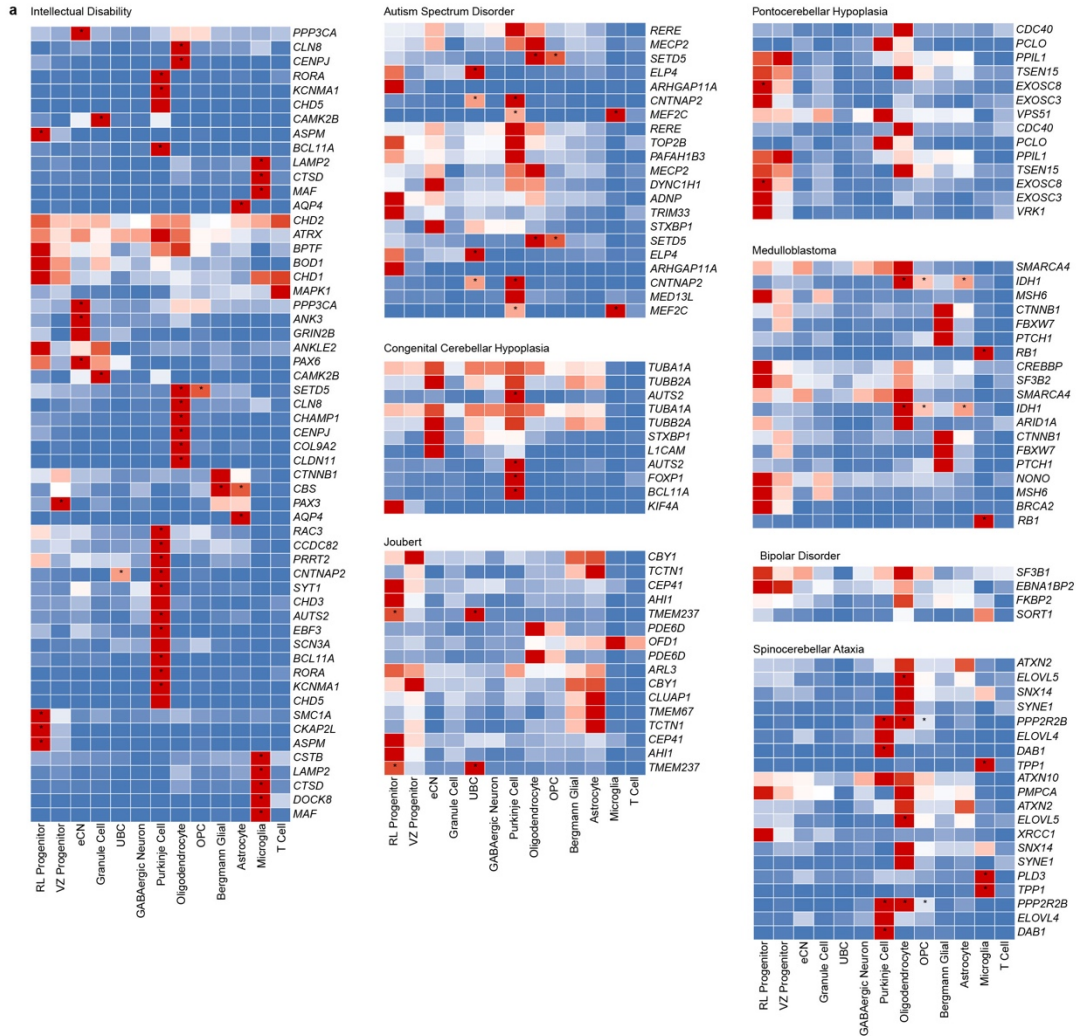 a
Intellectual Disability
PPP3CA
CLN8
CENPJ
RORA
KCNMA1
CHD5
CAMK2B
ASPM
BCL11A
LAMP2
CTSD
MAF
AQP4
CHD2
ATRX
BPTF
BOD1
CHD1
MAPK1
PPP3CA
ANK3
GRIN2B
ANKLE2
PAX6
CAMK2B
SETD5
CLN8
CHAMP1
CENPJ
COL9A2
CLDN11
CTNNB1
CBS
PAX3
AQP4
RAC3
CCDC82
PRRT2
CNTNAP2
SYT1
CHD3
AUTS2
EBF3
SCN3A
BCL11A
RORA
KCNMA1
CHD5
SMC1A
CKAP2L
ASPM
CSTB
LAMP2
CTSD
DOCK8
MAF
RL Progenitor
VZ Progenitor
eCN
Granule Cell
UBC
GABAergic Neuron
Purkinje Cell
Oligodendrocyte
OPC
Bergmann Glial
Astrocyte
Microglia
T Cell
Autism Spectrum Disorder
RERE
MECP2
SETD5
ELP4
ARHGAP11A
CNTNAP2
MEF2C
RERE
TOP2B
PAFAH1B3
MECP2
DYNC1H1
ADNP
TRIM33
STXBP1
SETD5
ELP4
ARHGAP11A
CNTNAP2
MED13L
MEF2C
Congenital Cerebellar Hypoplasia
TUBA1A
TUBB2A
AUTS2
TUBA1A
TUBB2A
STXBP1
L1CAM
AUTS2
FOXP1
BCL11A
KIF4A
Joubert
CBY1
TCTN1
CEP41
AHI1
TMEM237
PDE6D
OFD1
PDE6D
ARL3
CBY1
CLUAP1
TMEM67
TCTN1
CEP41
AHI1
TMEM237
RL Progenitor
VZ Progenitor
eCN
Granule Cell
UBC
GABAergic Neuron
Purkinje Cell
Oligodendrocyte
OPC
Bergmann Glial
Astrocyte
Microglia
T Cell
Pontocerebellar Hypoplasia
CDC40
PCLO
PPIL1
TSEN15
EXOSC8
EXOSC3
VPS51
CDC40
PCLO
PPIL1
TSEN15
EXOSC8
EXOSC3
VRK1
Medulloblastoma
SMARCA4
IDH1
MSH6
CTNNB1
FBXW7
PTCH1
RB1
CREBBP
SF3B2
SMARCA4
IDH1
ARID1A
CTNNB1
FBXW7
PTCH1
NONO
MSH6
BRCA2
RB1
Bipolar Disorder
SF3B1
EBNA1BP2
FKBP2
SORT1
Spinocerebellar Ataxia
ATXN2
ELOVL5
SNX14
SYNE1
PPP2R2B
ELOVL4
DAB1
TPP1
ATXN10
PMPCA
ATXN2
ELOVL5
XRCC1
SNX14
SYNE1
PLD3
TPP1
PPP2R2B
ELOVL4
DAB1
RL Progenitor
VZ Progenitor
eCN
Granule Cell
UBC
GABAergic Neuron
Purkinje Cell
Oligodendrocyte
OPC
Bergmann Glial
Astrocyte
Microglia
T Cell